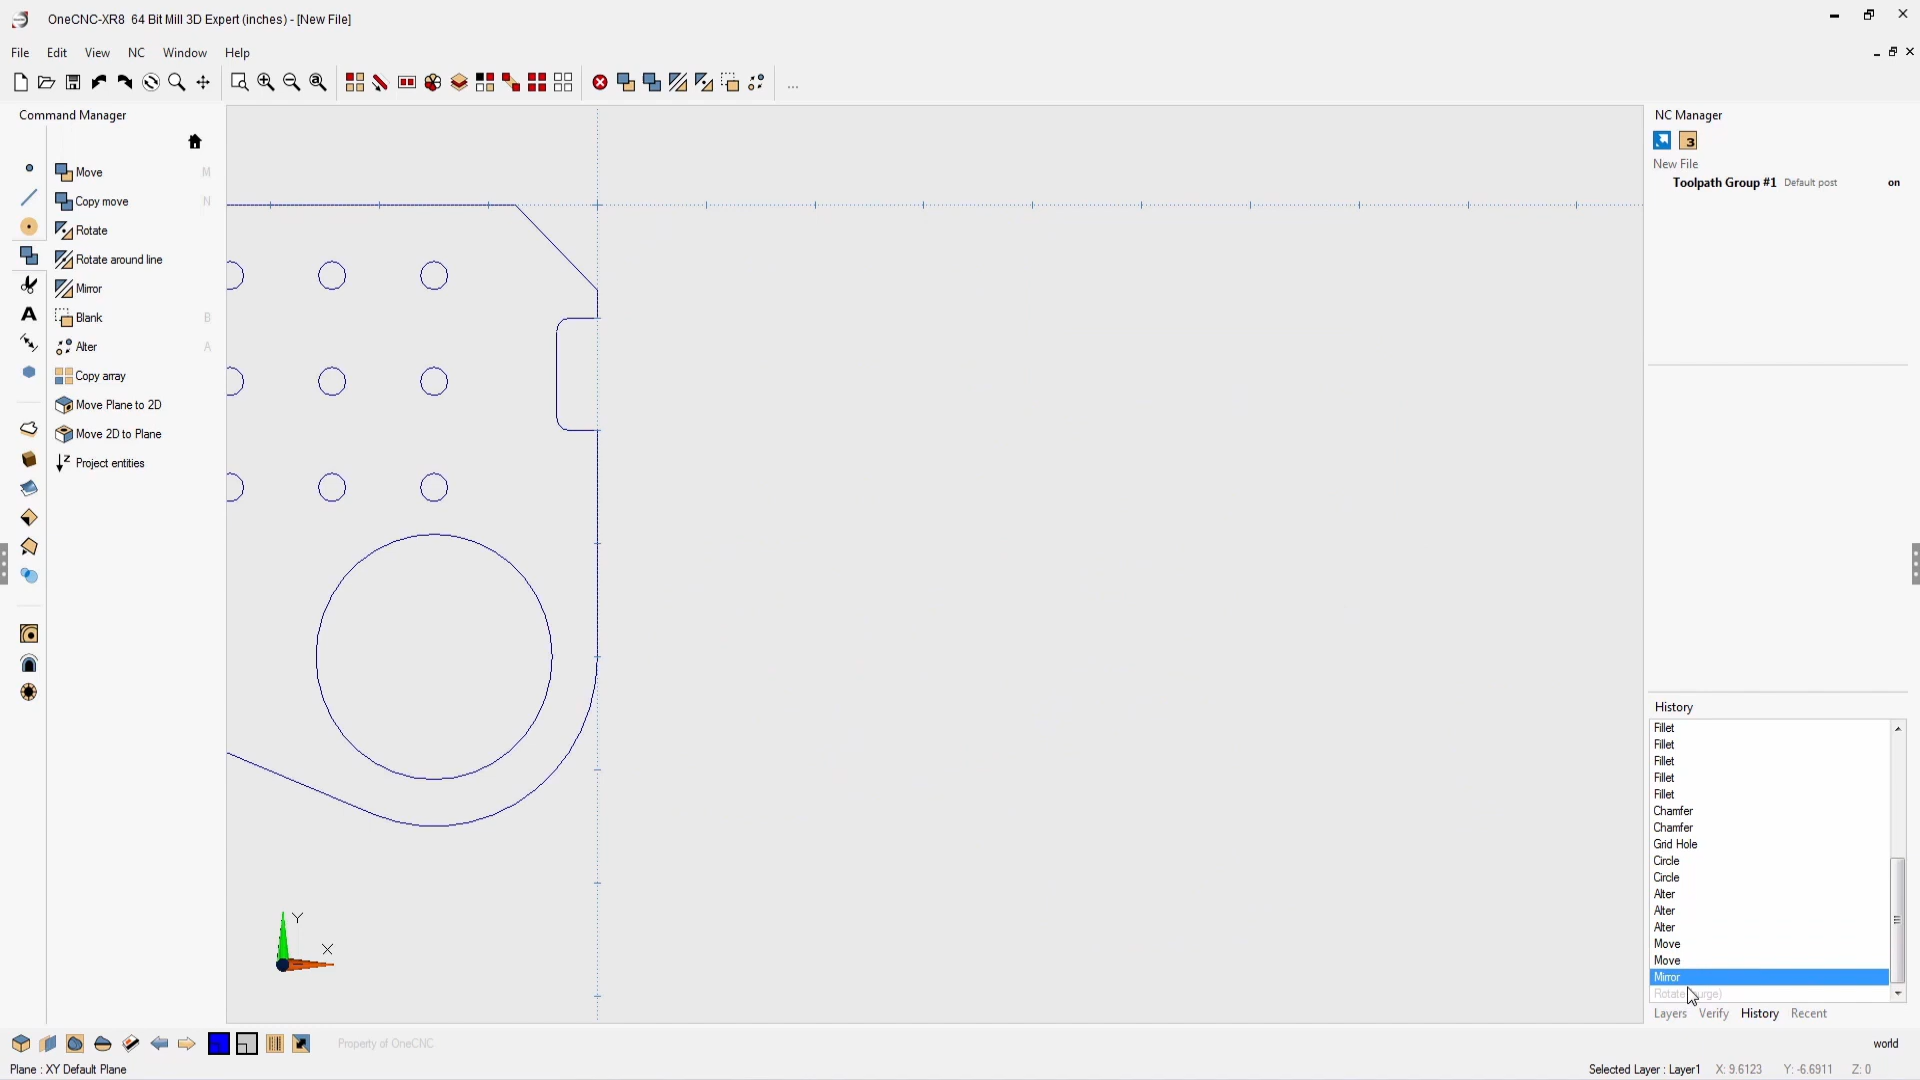 OneCNC-XR8 64 Bit Mill 3D Expert (inches) - [New File]
File Edit View NC Window Help
...
Command Manager
Move M
Copy move N
Rotate
Rotate around line
Mirror
Blank B
Alter A
Copy array
Move Plane to 2D
Move 2D to Plane
Project entities
Y
X
NC Manager
3
New File
Toolpath Group #1 Default post on
History
Fillet
Fillet
Fillet
Fillet
Fillet
Chamfer
Chamfer
Grid Hole
Circle
Circle
Alter
Alter
Alter
Move
Move
Mirror
Rotate
Layers Verify History Recent
Property of OneCNC
world
Plane : XY Default Plane
Selected Layer : Layer1 X: 9.6123 Y: -6.6911 Z: 0